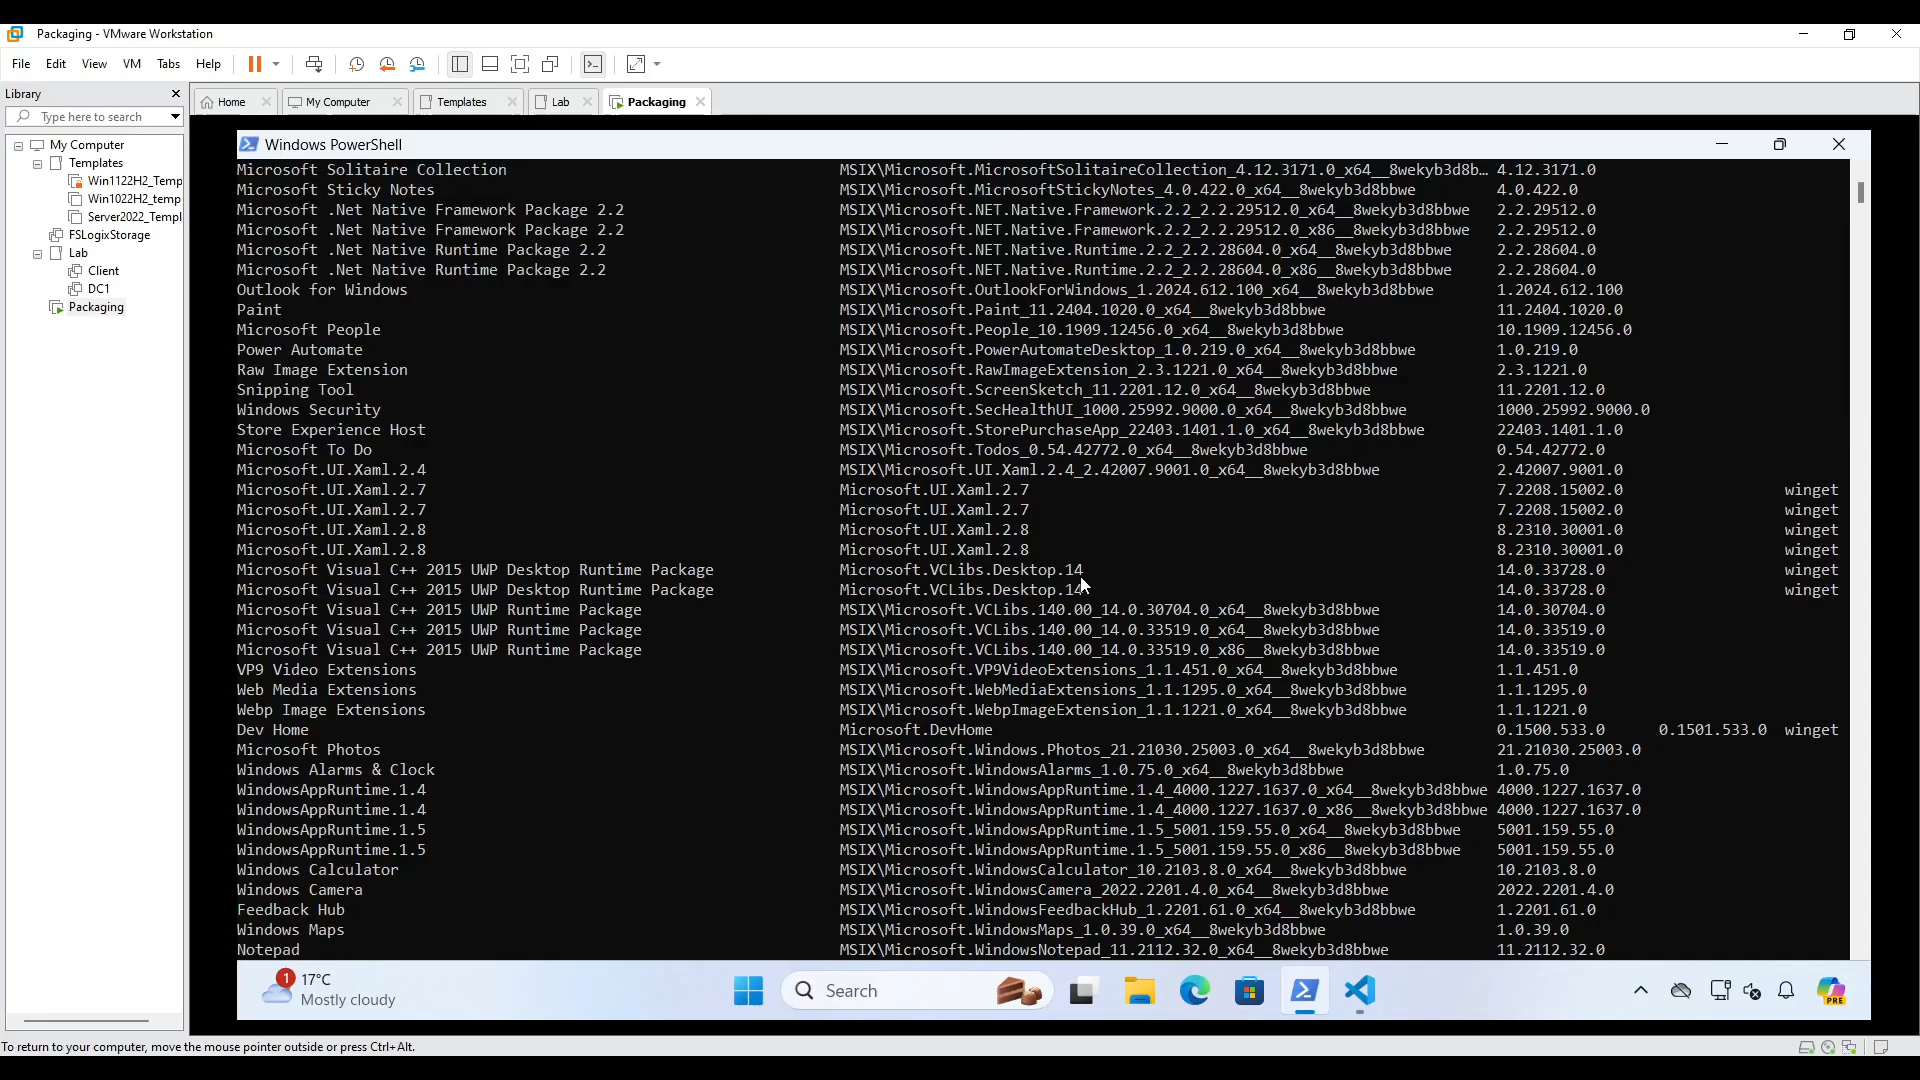 Packaging - VMware Workstation
File Edit View VM Tabs Help
Library
Type here to search
My Computer
Templates
Win1122H2_Temp
Win1022H2_temp
Server2022_Templ
FSLogixStorage
Lab
Client
DC1
Packaging
Home My Computer Templates Lab Packaging
Windows PowerShell
Microsoft Solitaire Collection MSIX\Microsoft.MicrosoftSolitaireCollection_4.12.3171.0_x64__8wekyb3d8b… 4.12.3171.0
Microsoft Sticky Notes MSIX\Microsoft.MicrosoftStickyNotes_4.0.422.0_x64__8wekyb3d8bbwe 4.0.422.0
Microsoft .Net Native Framework Package 2.2 MSIX\Microsoft.NET.Native.Framework.2.2_2.2.29512.0_x64__8wekyb3d8bbwe 2.2.29512.0
Microsoft .Net Native Framework Package 2.2 MSIX\Microsoft.NET.Native.Framework.2.2_2.2.29512.0_x86__8wekyb3d8bbwe 2.2.29512.0
Microsoft .Net Native Runtime Package 2.2 MSIX\Microsoft.NET.Native.Runtime.2.2_2.2.28604.0_x64__8wekyb3d8bbwe 2.2.28604.0
Microsoft .Net Native Runtime Package 2.2 MSIX\Microsoft.NET.Native.Runtime.2.2_2.2.28604.0_x86__8wekyb3d8bbwe 2.2.28604.0
Outlook for Windows MSIX\Microsoft.OutlookForWindows_1.2024.612.100_x64__8wekyb3d8bbwe 1.2024.612.100
Paint MSIX\Microsoft.Paint_11.2404.1020.0_x64__8wekyb3d8bbwe 11.2404.1020.0
Microsoft People MSIX\Microsoft.People_10.1909.12456.0_x64__8wekyb3d8bbwe 10.1909.12456.0
Power Automate MSIX\Microsoft.PowerAutomateDesktop_1.0.219.0_x64__8wekyb3d8bbwe 1.0.219.0
Raw Image Extension MSIX\Microsoft.RawImageExtension_2.3.1221.0_x64__8wekyb3d8bbwe 2.3.1221.0
Snipping Tool MSIX\Microsoft.ScreenSketch_11.2201.12.0_x64__8wekyb3d8bbwe 11.2201.12.0
Windows Security MSIX\Microsoft.SecHealthUI_1000.25992.9000.0_x64__8wekyb3d8bbwe 1000.25992.9000.0
Store Experience Host MSIX\Microsoft.StorePurchaseApp_22403.1401.1.0_x64__8wekyb3d8bbwe 22403.1401.1.0
Microsoft To Do MSIX\Microsoft.Todos_0.54.42772.0_x64__8wekyb3d8bbwe 0.54.42772.0
Microsoft.UI.Xaml.2.4 MSIX\Microsoft.UI.Xaml.2.4_2.42007.9001.0_x64__8wekyb3d8bbwe 2.42007.9001.0
Microsoft.UI.Xaml.2.7 Microsoft.UI.Xaml.2.7 7.2208.15002.0 winget
Microsoft.UI.Xaml.2.7 Microsoft.UI.Xaml.2.7 7.2208.15002.0 winget
Microsoft.UI.Xaml.2.8 Microsoft.UI.Xaml.2.8 8.2310.30001.0 winget
Microsoft.UI.Xaml.2.8 Microsoft.UI.Xaml.2.8 8.2310.30001.0 winget
Microsoft Visual C++ 2015 UWP Desktop Runtime Package Microsoft.VCLibs.Desktop.14 14.0.33728.0 winget
Microsoft Visual C++ 2015 UWP Desktop Runtime Package Microsoft.VCLibs.Desktop.14 14.0.33728.0 winget
Microsoft Visual C++ 2015 UWP Runtime Package MSIX\Microsoft.VCLibs.140.00_14.0.30704.0_x64__8wekyb3d8bbwe 14.0.30704.0
Microsoft Visual C++ 2015 UWP Runtime Package MSIX\Microsoft.VCLibs.140.00_14.0.33519.0_x64__8wekyb3d8bbwe 14.0.33519.0
Microsoft Visual C++ 2015 UWP Runtime Package MSIX\Microsoft.VCLibs.140.00_14.0.33519.0_x86__8wekyb3d8bbwe 14.0.33519.0
VP9 Video Extensions MSIX\Microsoft.VP9VideoExtensions_1.1.451.0_x64__8wekyb3d8bbwe 1.1.451.0
Web Media Extensions MSIX\Microsoft.WebMediaExtensions_1.1.1295.0_x64__8wekyb3d8bbwe 1.1.1295.0
Webp Image Extensions MSIX\Microsoft.WebpImageExtension_1.1.1221.0_x64__8wekyb3d8bbwe 1.1.1221.0
Dev Home Microsoft.DevHome 0.1500.533.0 0.1501.533.0 winget
Microsoft Photos MSIX\Microsoft.Windows.Photos_21.21030.25003.0_x64__8wekyb3d8bbwe 21.21030.25003.0
Windows Alarms & Clock MSIX\Microsoft.WindowsAlarms_1.0.75.0_x64__8wekyb3d8bbwe 1.0.75.0
WindowsAppRuntime.1.4 MSIX\Microsoft.WindowsAppRuntime.1.4_4000.1227.1637.0_x64__8wekyb3d8bbwe 4000.1227.1637.0
WindowsAppRuntime.1.4 MSIX\Microsoft.WindowsAppRuntime.1.4_4000.1227.1637.0_x86__8wekyb3d8bbwe 4000.1227.1637.0
WindowsAppRuntime.1.5 MSIX\Microsoft.WindowsAppRuntime.1.5_5001.159.55.0_x64__8wekyb3d8bbwe 5001.159.55.0
WindowsAppRuntime.1.5 MSIX\Microsoft.WindowsAppRuntime.1.5_5001.159.55.0_x86__8wekyb3d8bbwe 5001.159.55.0
Windows Calculator MSIX\Microsoft.WindowsCalculator_10.2103.8.0_x64__8wekyb3d8bbwe 10.2103.8.0
Windows Camera MSIX\Microsoft.WindowsCamera_2022.2201.4.0_x64__8wekyb3d8bbwe 2022.2201.4.0
Feedback Hub MSIX\Microsoft.WindowsFeedbackHub_1.2201.61.0_x64__8wekyb3d8bbwe 1.2201.61.0
Windows Maps MSIX\Microsoft.WindowsMaps_1.0.39.0_x64__8wekyb3d8bbwe 1.0.39.0
Notepad MSIX\Microsoft.WindowsNotepad_11.2112.32.0_x64__8wekyb3d8bbwe 11.2112.32.0
1 17°C
Mostly cloudy
Search
PRE
To return to your computer, move the mouse pointer outside or press Ctrl+Alt.